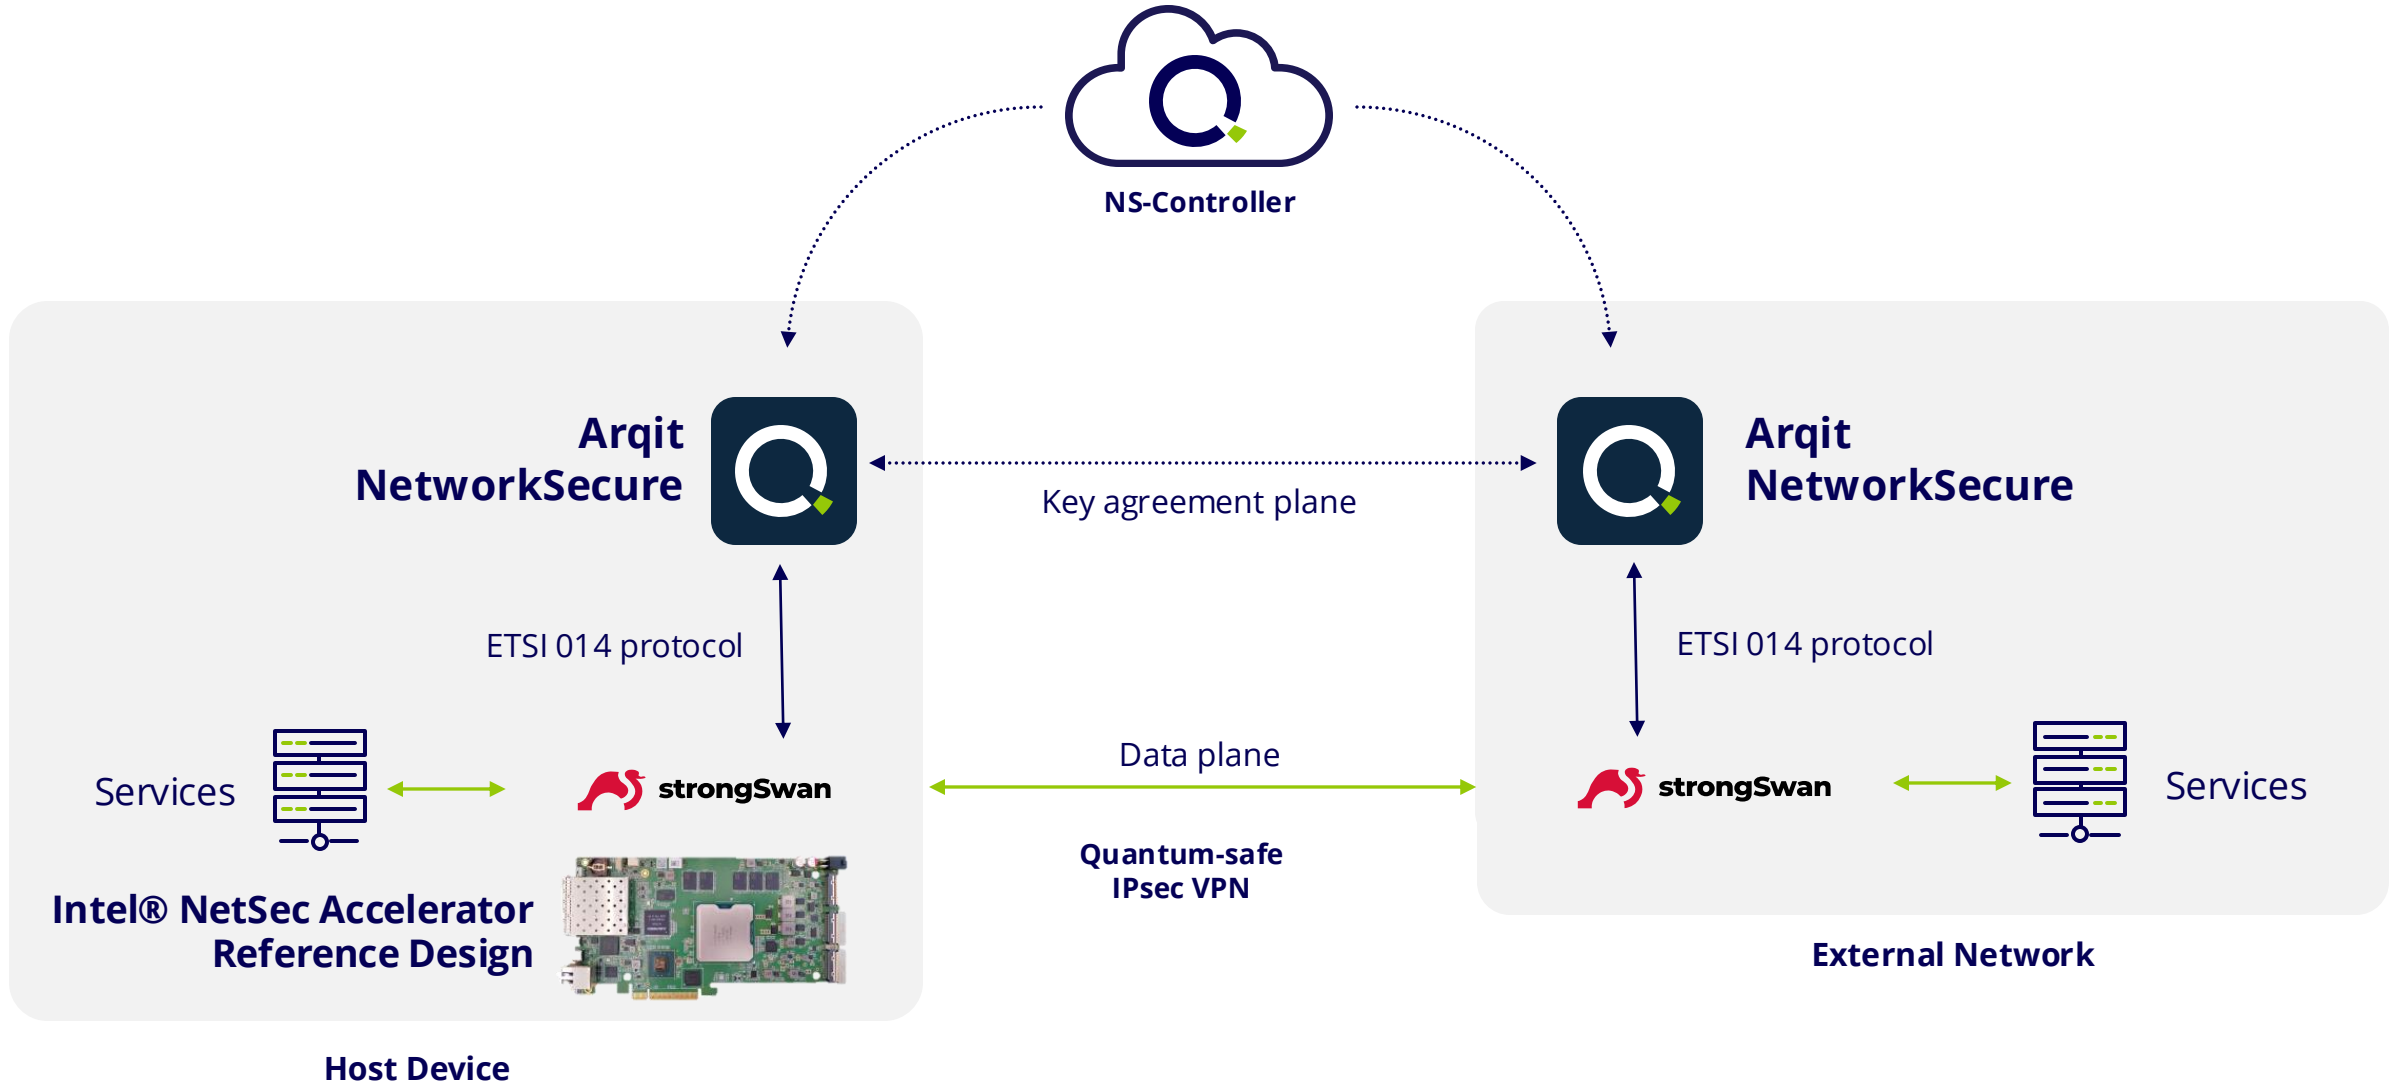 NS-Controller
Arqit
NetworkSecure
Key agreement plane
Arqit
NetworkSecure
ETSI 014 protocol
ETSI 014 protocol
Services
strongSwan
Data plane
strongSwan
Services
Quantum-safe
IPsec VPN
Intel® NetSec Accelerator
Reference Design
External Network
Host Device